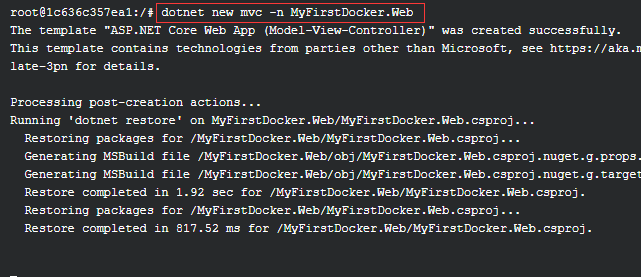 root@1c636c357ea1:/# dotnet new mvc -n MyFirstDocker.Web
The template "ASP.NET Core Web App (Model-View-Controller)" was created successfully.
This template contains technologies from parties other than Microsoft, see https://aka.m
late-3pn for details.
Processing post-creation actions...
Running 'dotnet restore' on MyFirstDocker.Web/MyFirstDocker.Web.csproj...
Restoring packages for /MyFirstDocker.Web/MyFirstDocker.Web.csproj...
Generating MSBuild file /MyFirstDocker.Web/obj/MyFirstDocker.Web.csproj.nuget.g.props.
Generating MSBuild file /MyFirstDocker.Web/obj/MyFirstDocker.Web.csproj.nuget.g.target
Restore completed in 1.92 sec for /MyFirstDocker.Web/MyFirstDocker.Web.csproj.
Restoring packages for /MyFirstDocker.Web/MyFirstDocker.Web.csproj...
Restore completed in 817.52 ms for /MyFirstDocker.Web/MyFirstDocker.Web.csproj.